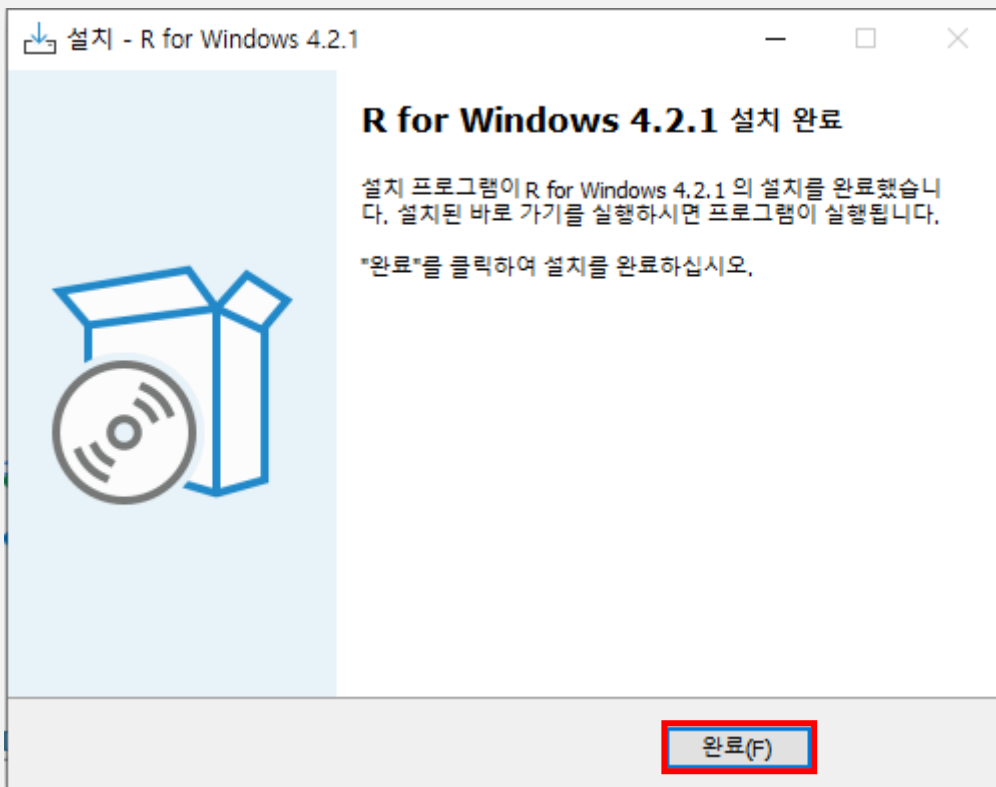 설치 - R for Windows 4.2.1
R for Windows 4.2.1 설치 완료
설치 프로그램이 R for Windows 4.2.1 의 설치를 완료했습니
다. 설치된 바로 가기를 실행하시면 프로그램이 실행됩니다.
"완료"를 클릭하여 설치를 완료하십시오.
완료(F)